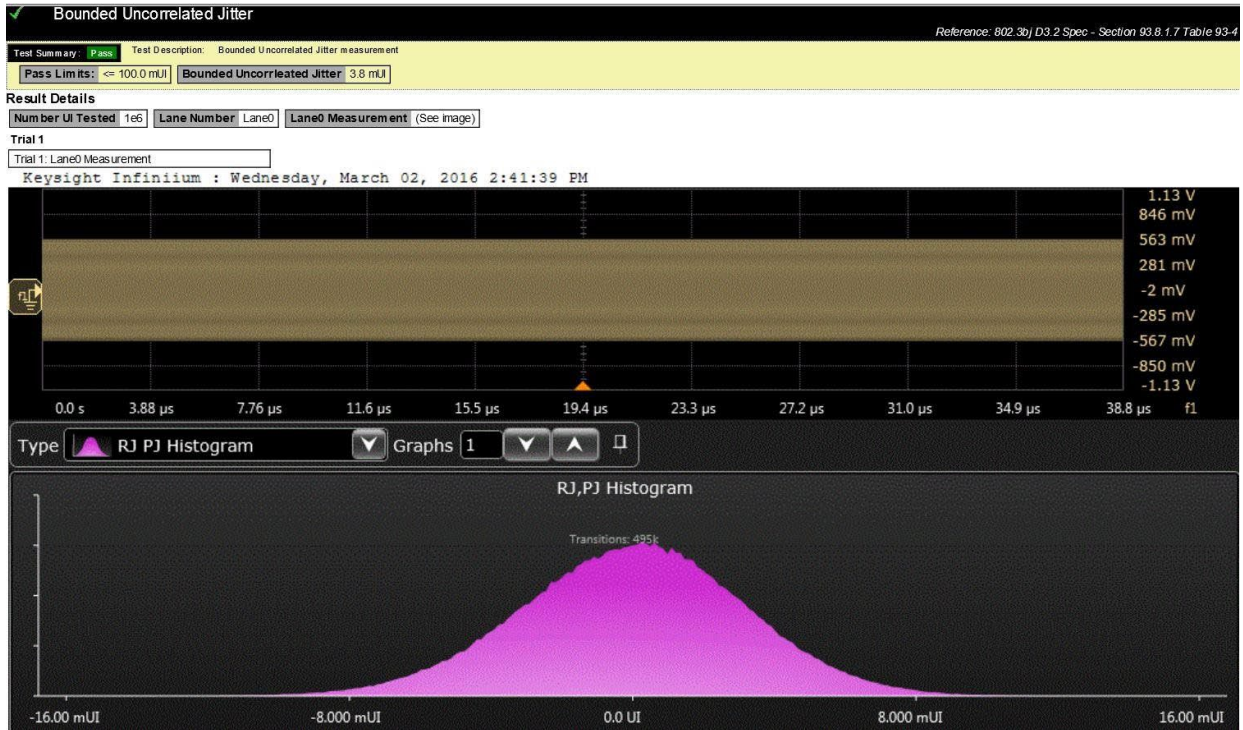 Bounded Uncorrelated Jitter
Reference: 802.3bj D3.2 Spec - Section 93.8.1.7 Table 93-4
Test Summary: Pass Test Description: Bounded Uncorrelated Jitter measurement
Pass Limits: <= 100.0 mUI Bounded Uncorrleated Jitter 3.8 mUI
Result Details
Number UI Tested 1e6 Lane Number Lane0 Lane0 Measurement (See image)
Trial 1
Trial 1: Lane0 Measurement
Keysight Infiniium : Wednesday, March 02, 2016 2:41:39 PM
1.13 V
846 mV
563 mV
281 mV
-2 mV
-285 mV
-567 mV
-850 mV
-1.13 V
0.0 s 3.88 µs 7.76 µs 11.6 µs 15.5 µs 19.4 µs 23.3 µs 27.2 µs 31.0 µs 34.9 µs 38.8 µs f1
Type RJ PJ Histogram Graphs 1
RJ,PJ Histogram
Transitions: 495k
-16.00 mUI -8.000 mUI 0.0 UI 8.000 mUI 16.00 mUI